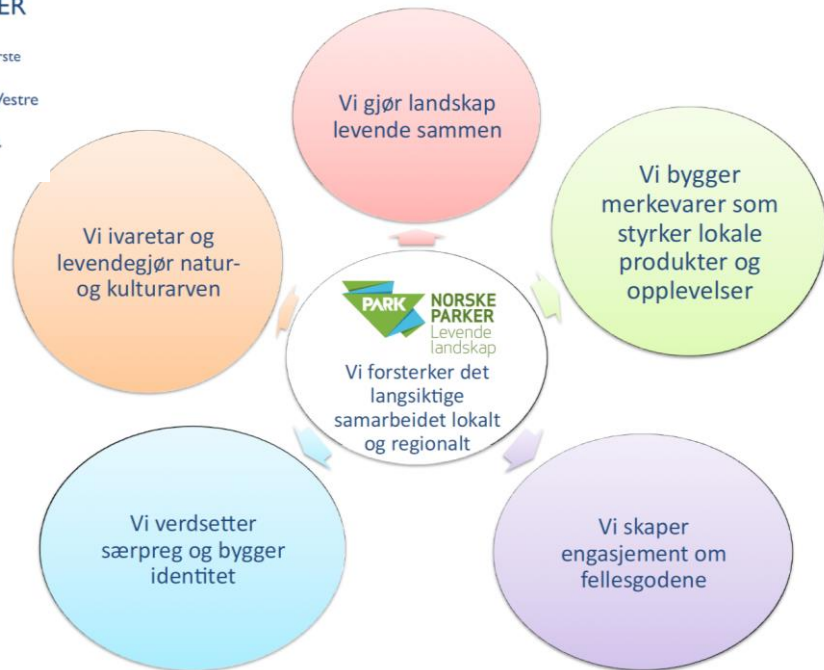 ER
rste
Vestre
Vi gjør landskap
levende sammen
Vi bygger
merkevarer som
styrker lokale
produkter og
opplevelser
Vi ivaretar og
levendegjør natur-
og kulturarven
PARK
NORSKE
PARKER
Levende
landskap
Vi forsterker det
langsiktige
samarbeidet lokalt
og regionalt
Vi verdsetter
særpreg og bygger
identitet
Vi skaper
engasjement om
fellesgodene